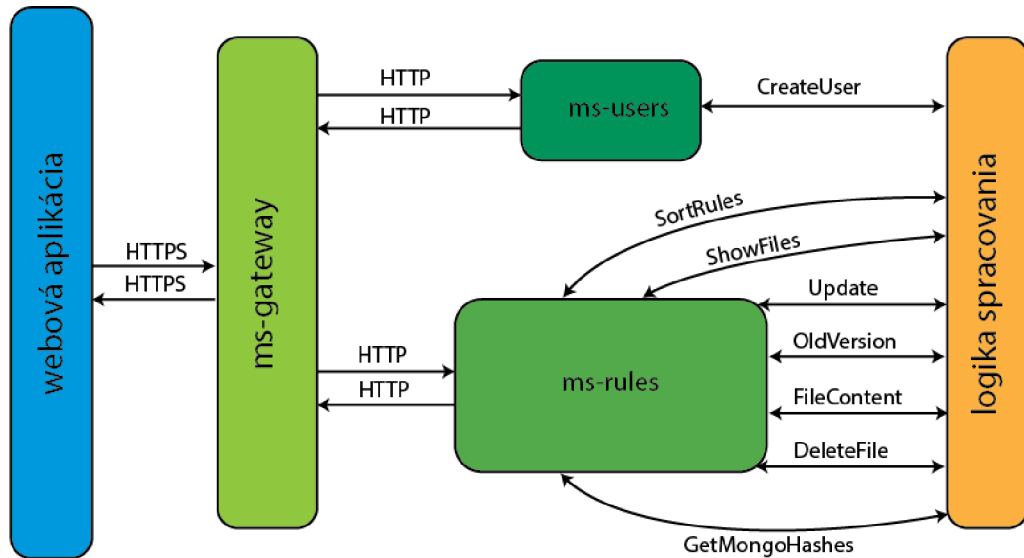 webová aplikácia
HTTPS
HTTPS
ms-gateway
HTTP
HTTP
ms-users
CreateUser
HTTP
HTTP
ms-rules
SortRules
ShowFiles
Update
OldVersion
FileContent
DeleteFile
GetMongoHashes
logika spracovania